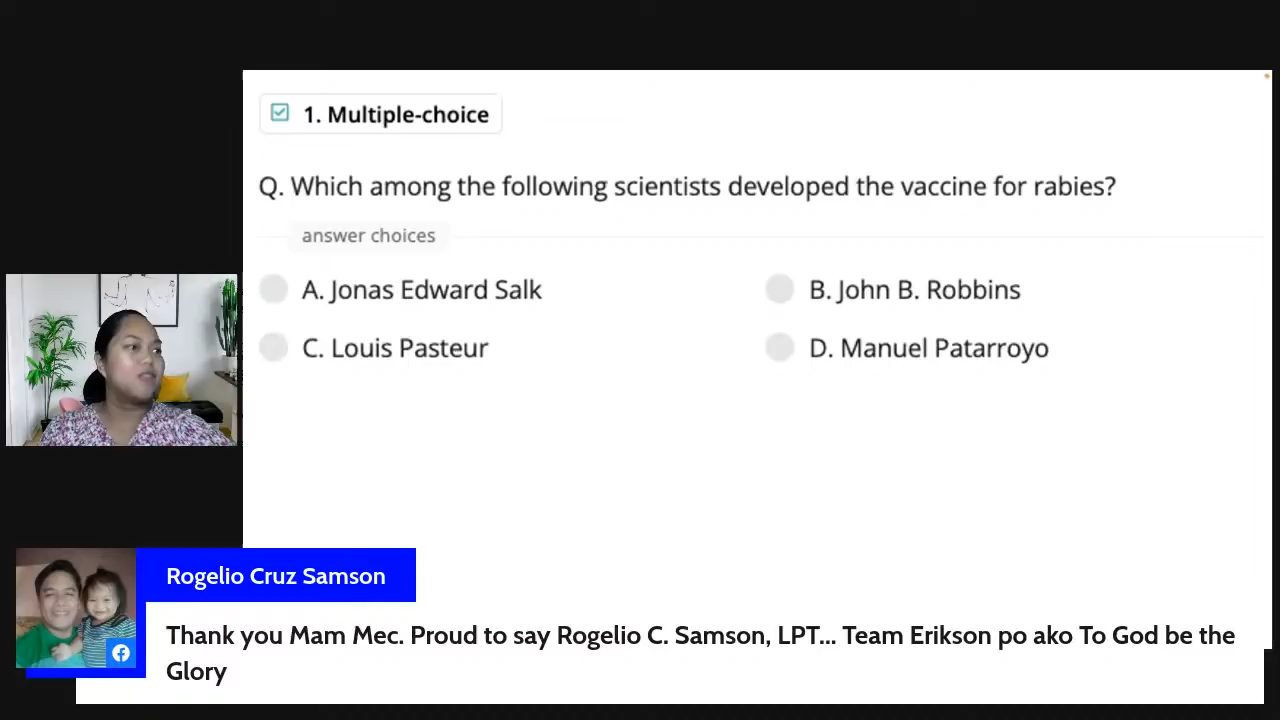 1. Multiple-choice
Q. Which among the following scientists developed the vaccine for rabies?
answer choices
A. Jonas Edward Salk
B. John B. Robbins
C. Louis Pasteur
D. Manuel Patarroyo
Rogelio Cruz Samson
Thank you Mam Mec. Proud to say Rogelio C. Samson, LPT... Team Erikson po ako To God be the
Glory